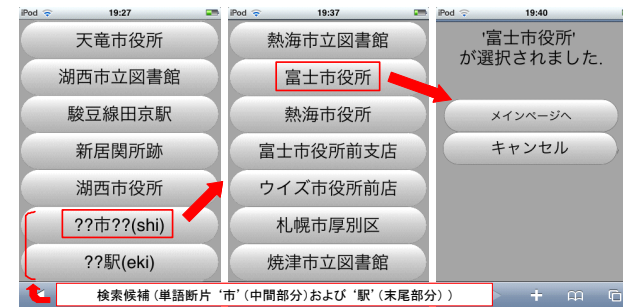 iPod 19:27
天竜市役所
湖西市立図書館
駿豆線田京駅
新居関所跡
湖西市役所
??市??(shi)
??駅(eki)
iPod 19:37
熱海市立図書館
富士市役所
熱海市役所
富士市役所前支店
ウイズ市役所前店
札幌市厚別区
焼津市立図書館
iPod 19:40
'富士市役所'
が選択されました.
メインページへ
キャンセル
検索候補(単語断片‘市’(中間部分)および‘駅’(末尾部分))